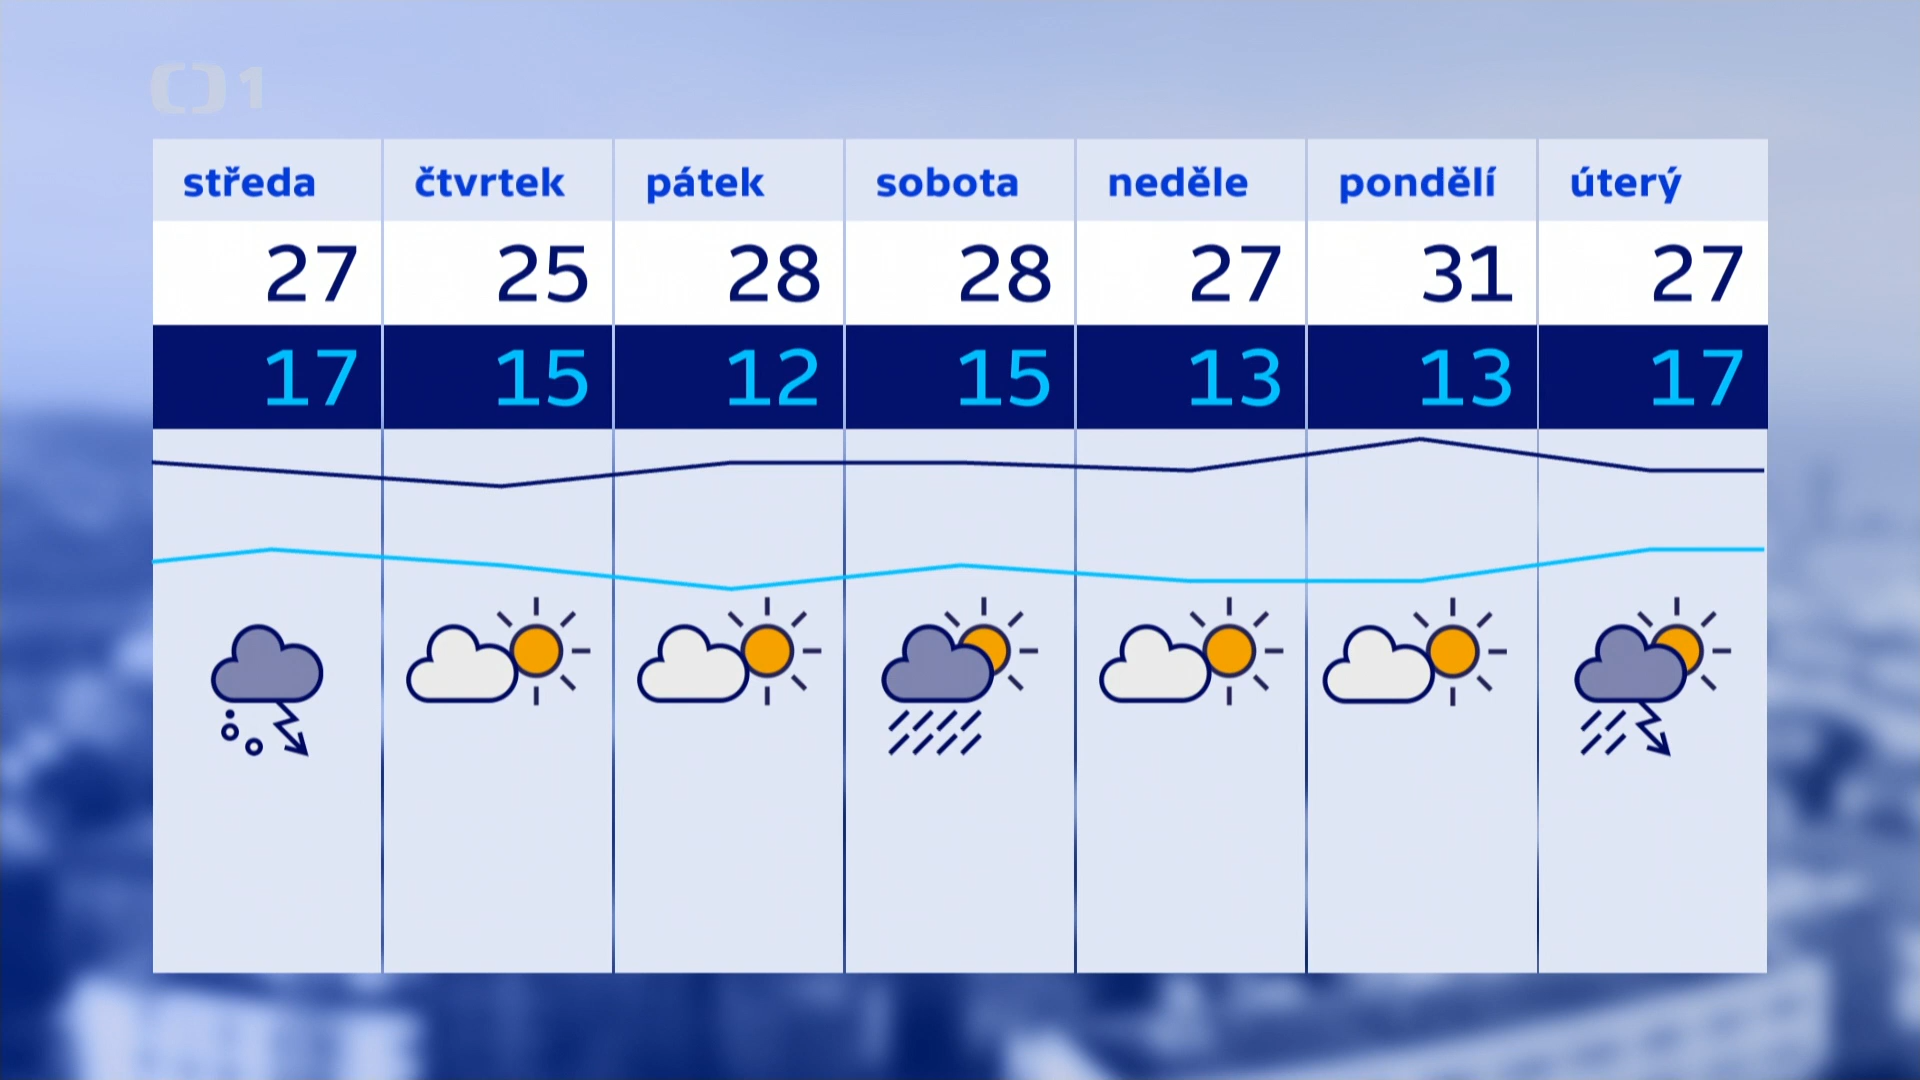 1
středa čtvrtek pátek sobota neděle pondělí úterý
27 25 28 28 27 31 27
17 15 12 15 13 13 17